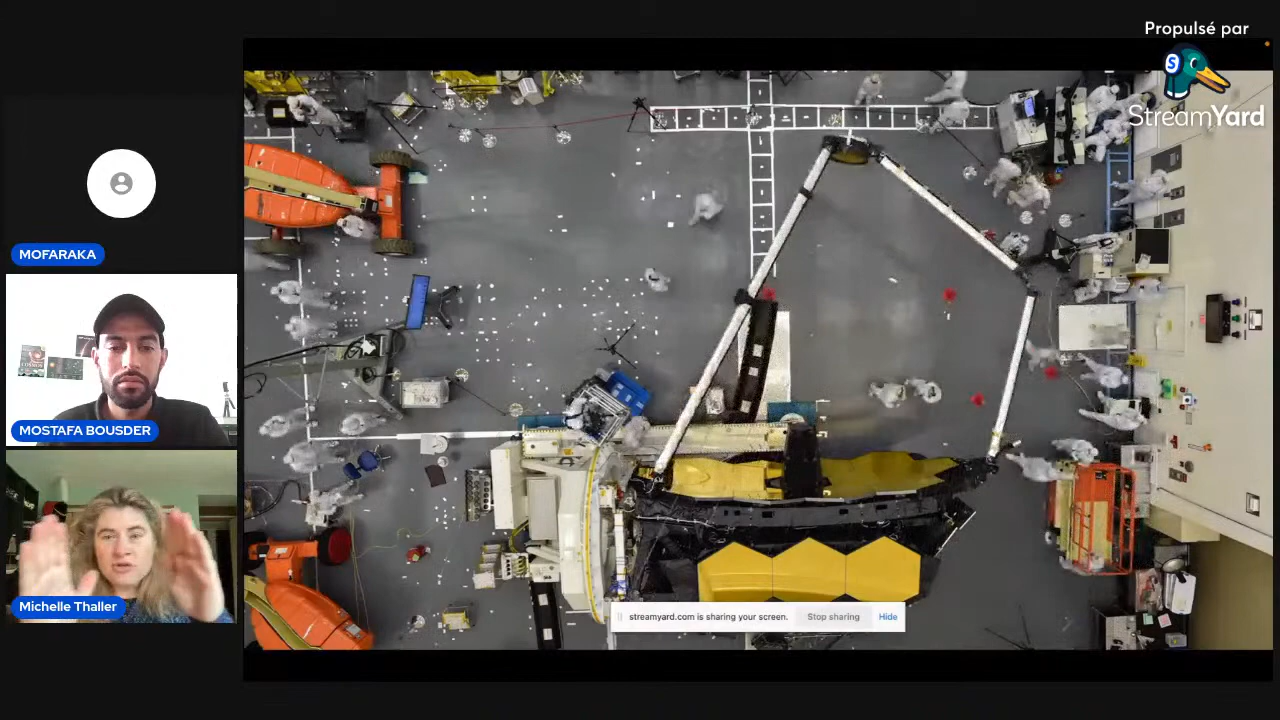 Propulsé par
StreamYard
MOFARAKA
MOSTAFA BOUSDER
Michelle Thaller
streamyard.com is sharing your screen. Stop sharing Hide